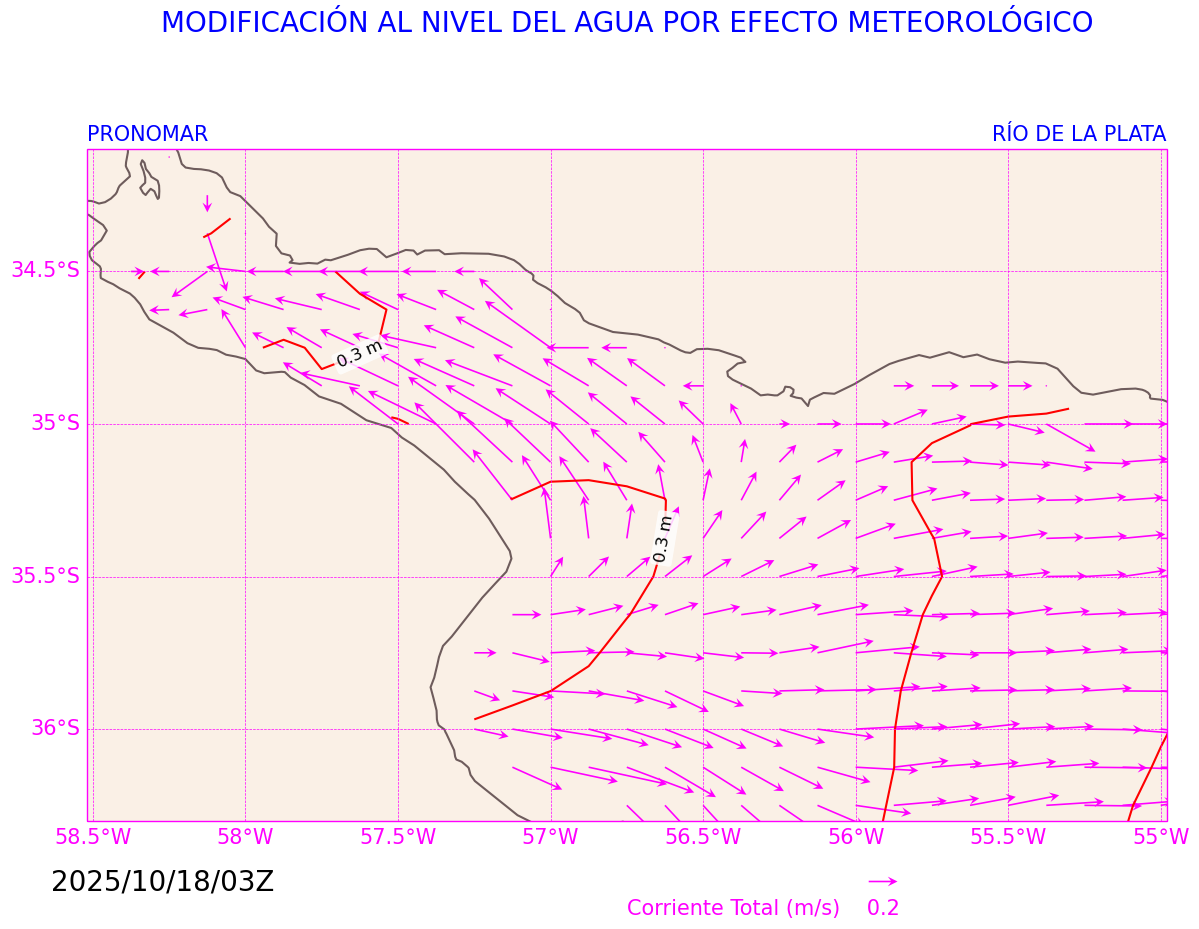 MODIFICACIÓN AL NIVEL DEL AGUA POR EFECTO METEOROLÓGICO
PRONOMAR
RÍO DE LA PLATA
34.5°S
35°S
35.5°S
36°S
0.3 m
0.3 m
58.5°W
58°W
57.5°W
57°W
56.5°W
56°W
55.5°W
55°W
2025/10/18/03Z
Corriente Total (m/s) 0.2